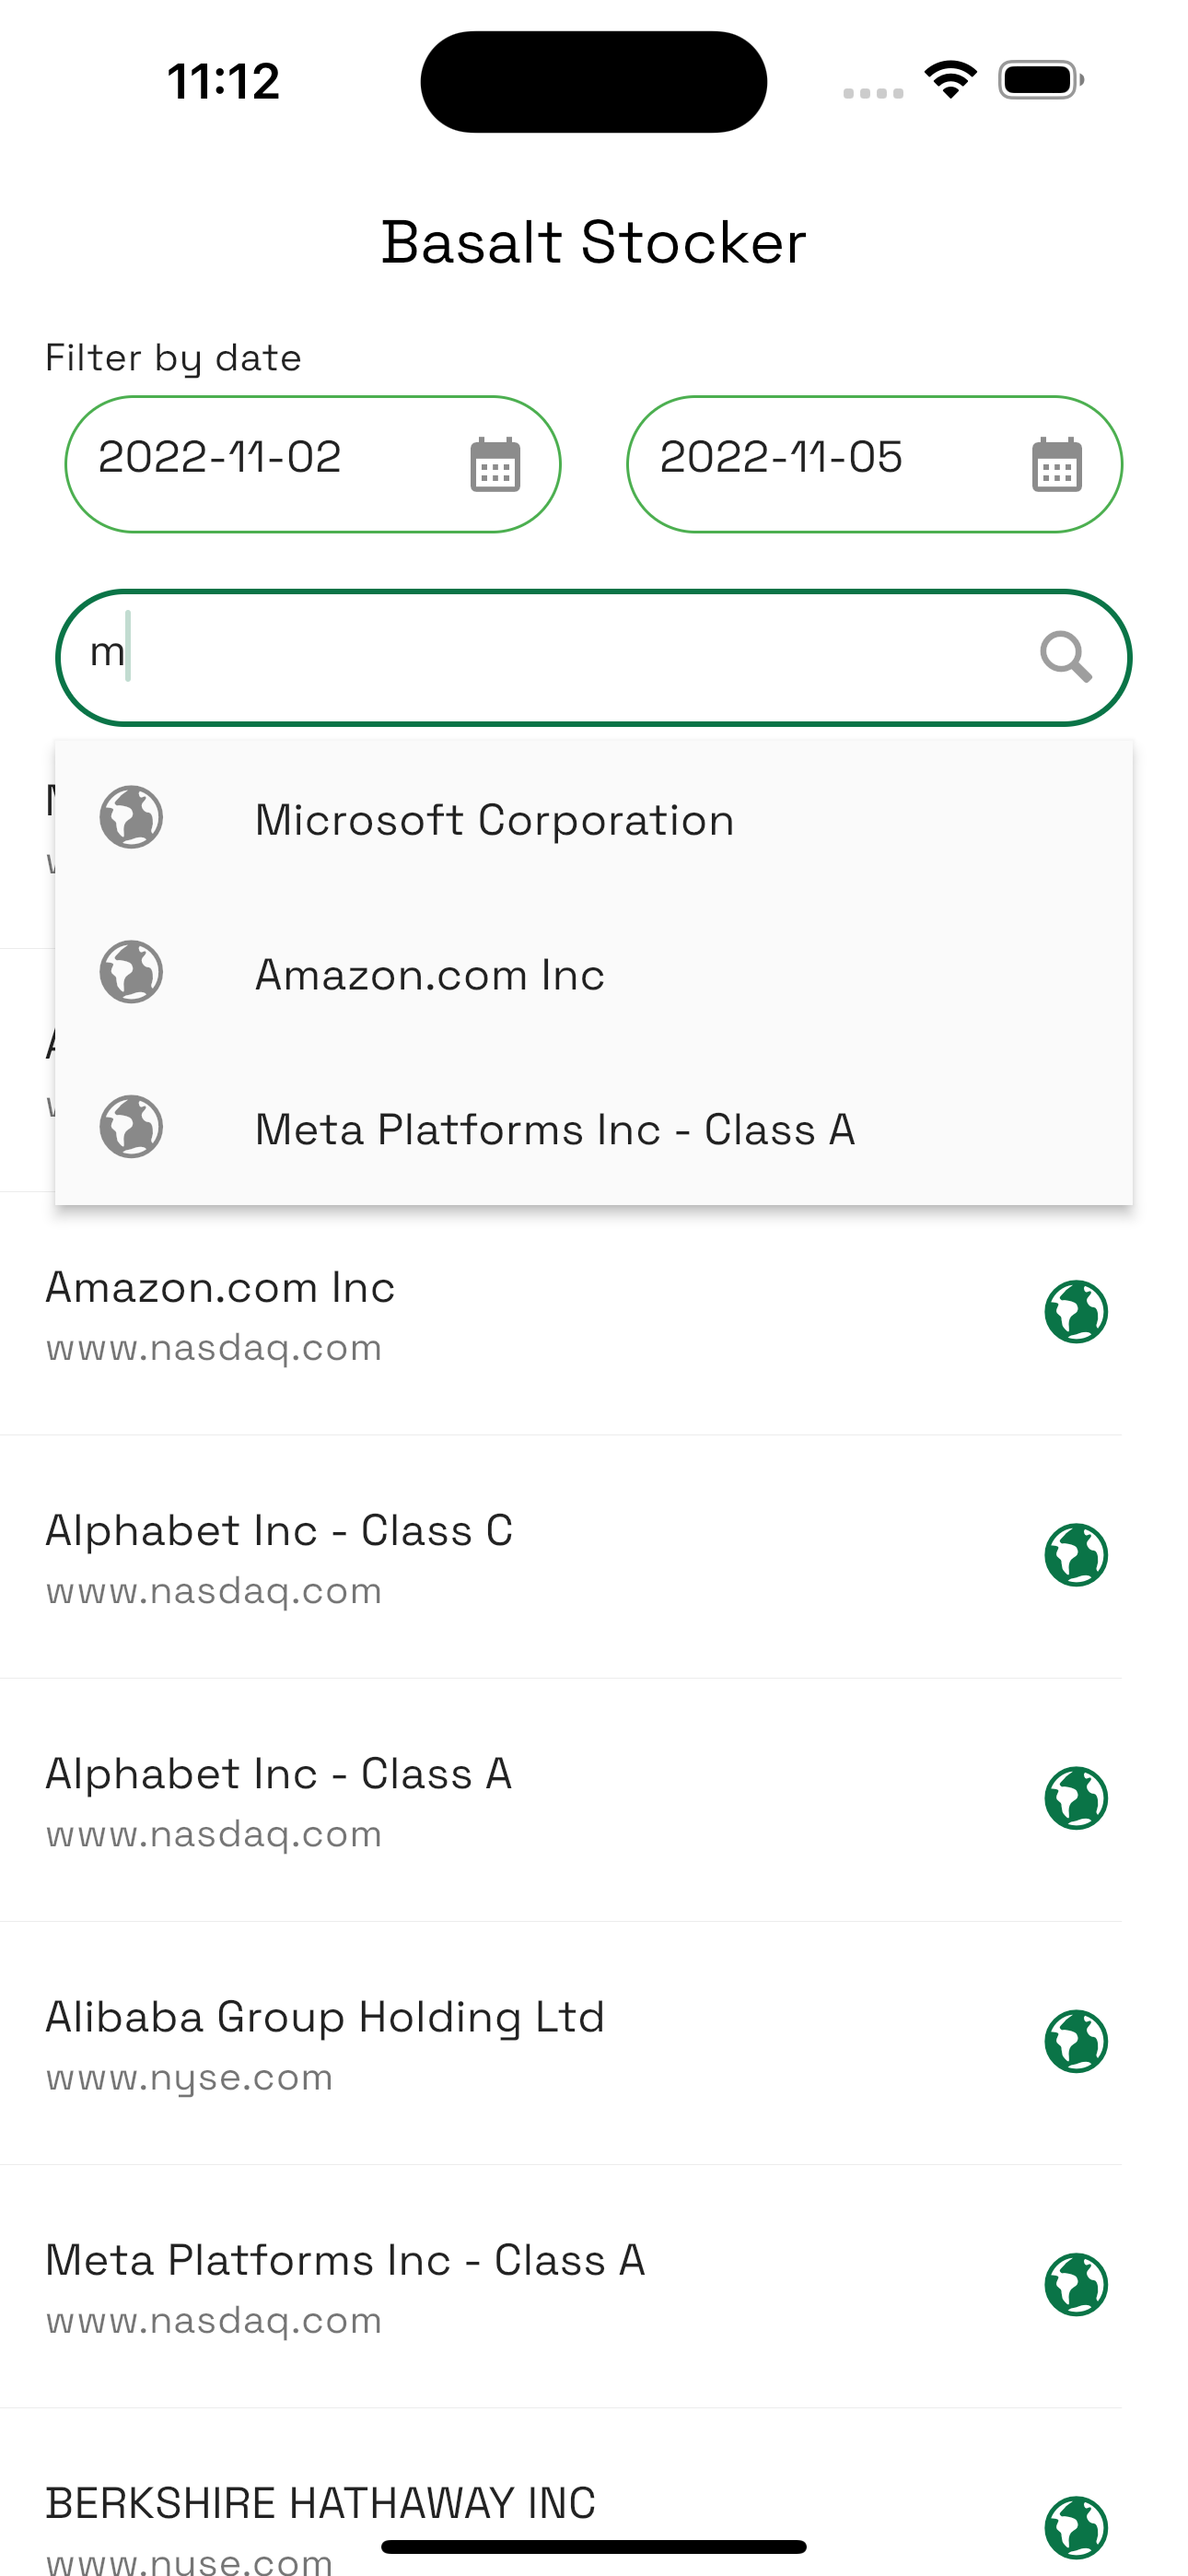 11:12
Basalt Stocker
Filter by date
2022-11-02
2022-11-05
m
Microsoft Corporation
Amazon.com Inc
Meta Platforms Inc - Class A
Amazon.com Inc
www.nasdaq.com
Alphabet Inc - Class C
www.nasdaq.com
Alphabet Inc - Class A
www.nasdaq.com
Alibaba Group Holding Ltd
www.nyse.com
Meta Platforms Inc - Class A
www.nasdaq.com
BERKSHIRE HATHAWAY INC
www.nyse.com